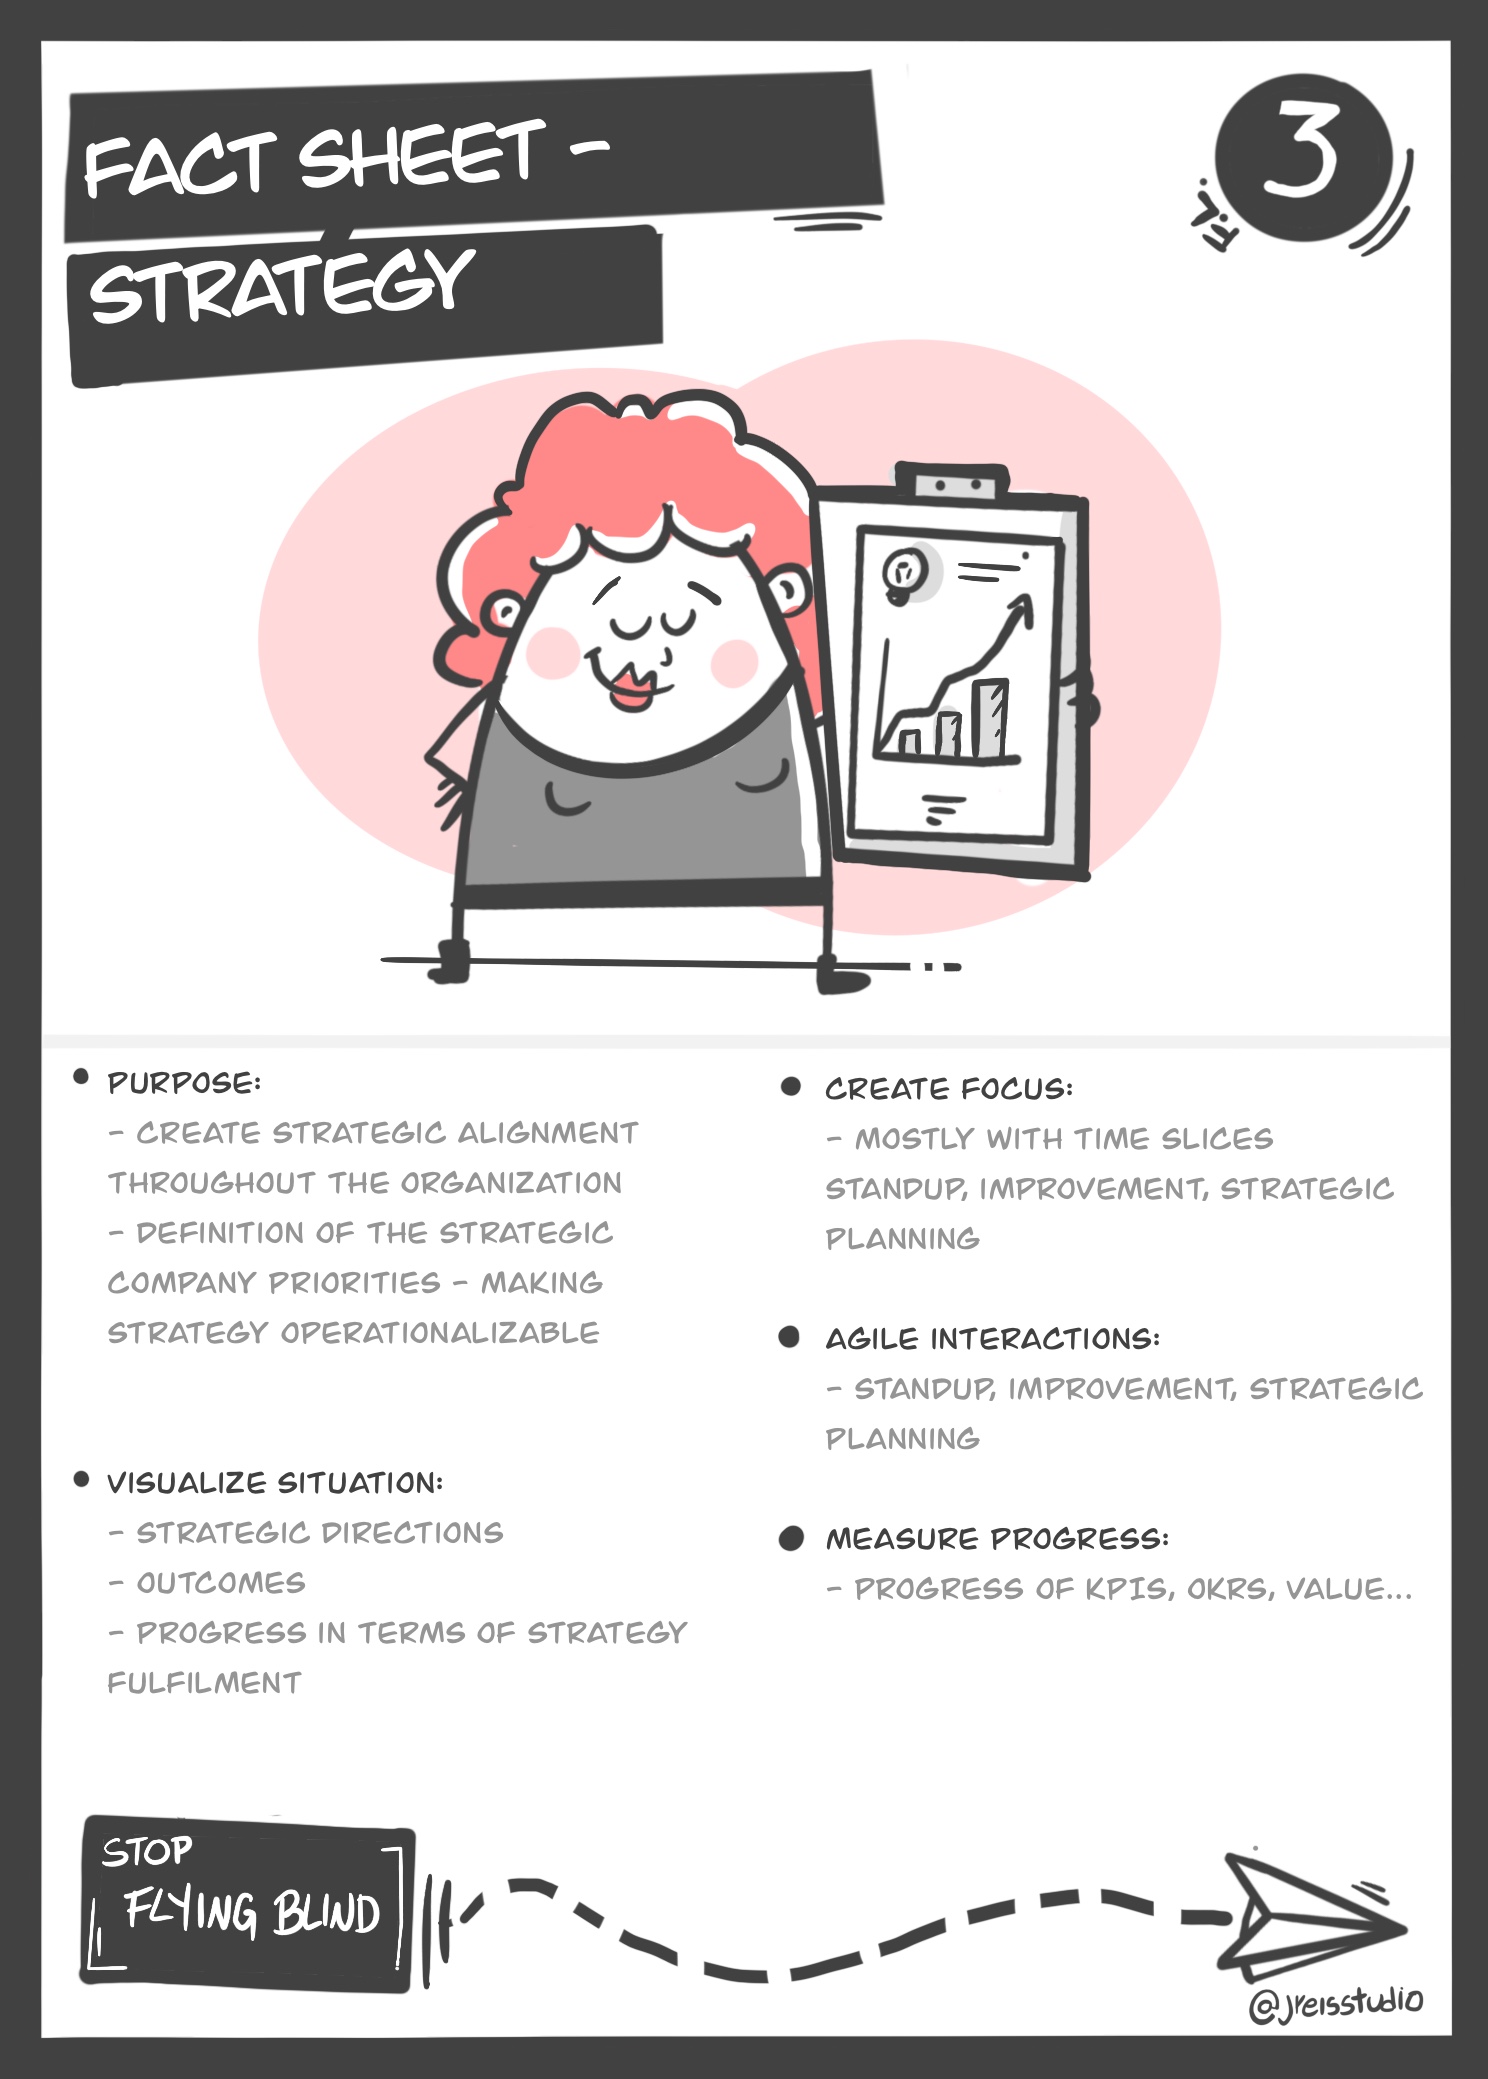 FACT SHEET -
STRATEGY
3
FL.
PURPOSE:
- CREATE STRATEGIC ALIGNMENT
THROUGHOUT THE ORGANIZATION
- DEFINITION OF THE STRATEGIC
COMPANY PRIORITIES - MAKING
STRATEGY OPERATIONALIZABLE
VISUALIZE SITUATION:
- STRATEGIC DIRECTIONS
- OUTCOMES
- PROGRESS IN TERMS OF STRATEGY
FULFILMENT
CREATE FOCUS:
- MOSTLY WITH TIME SLICES
STANDUP, IMPROVEMENT, STRATEGIC
PLANNING
AGILE INTERACTIONS:
- STANDUP, IMPROVEMENT, STRATEGIC
PLANNING
MEASURE PROGRESS:
- PROGRESS OF KPIS, OKRS, VALUE...
STOP
FLYING BLIND
@jreisstudio